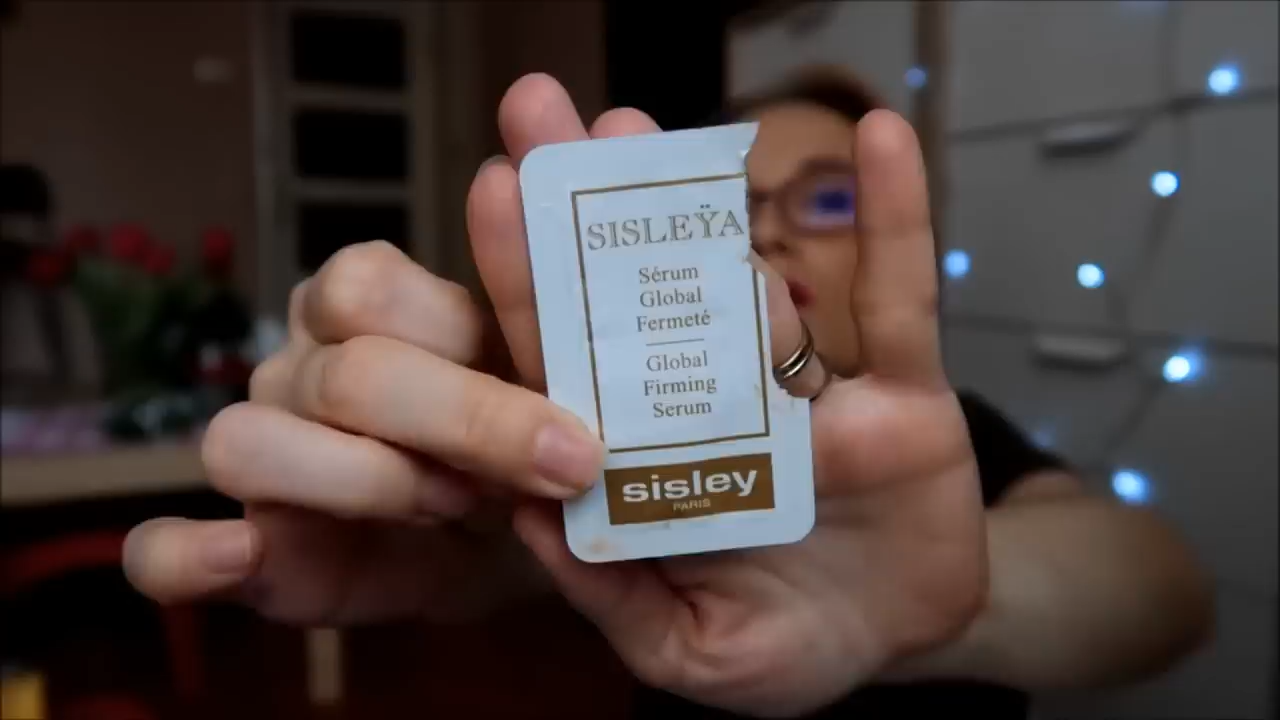 SISLEŸA
Sérum
Global
Fermeté
Global
Firming
Serum
sisley
PARIS